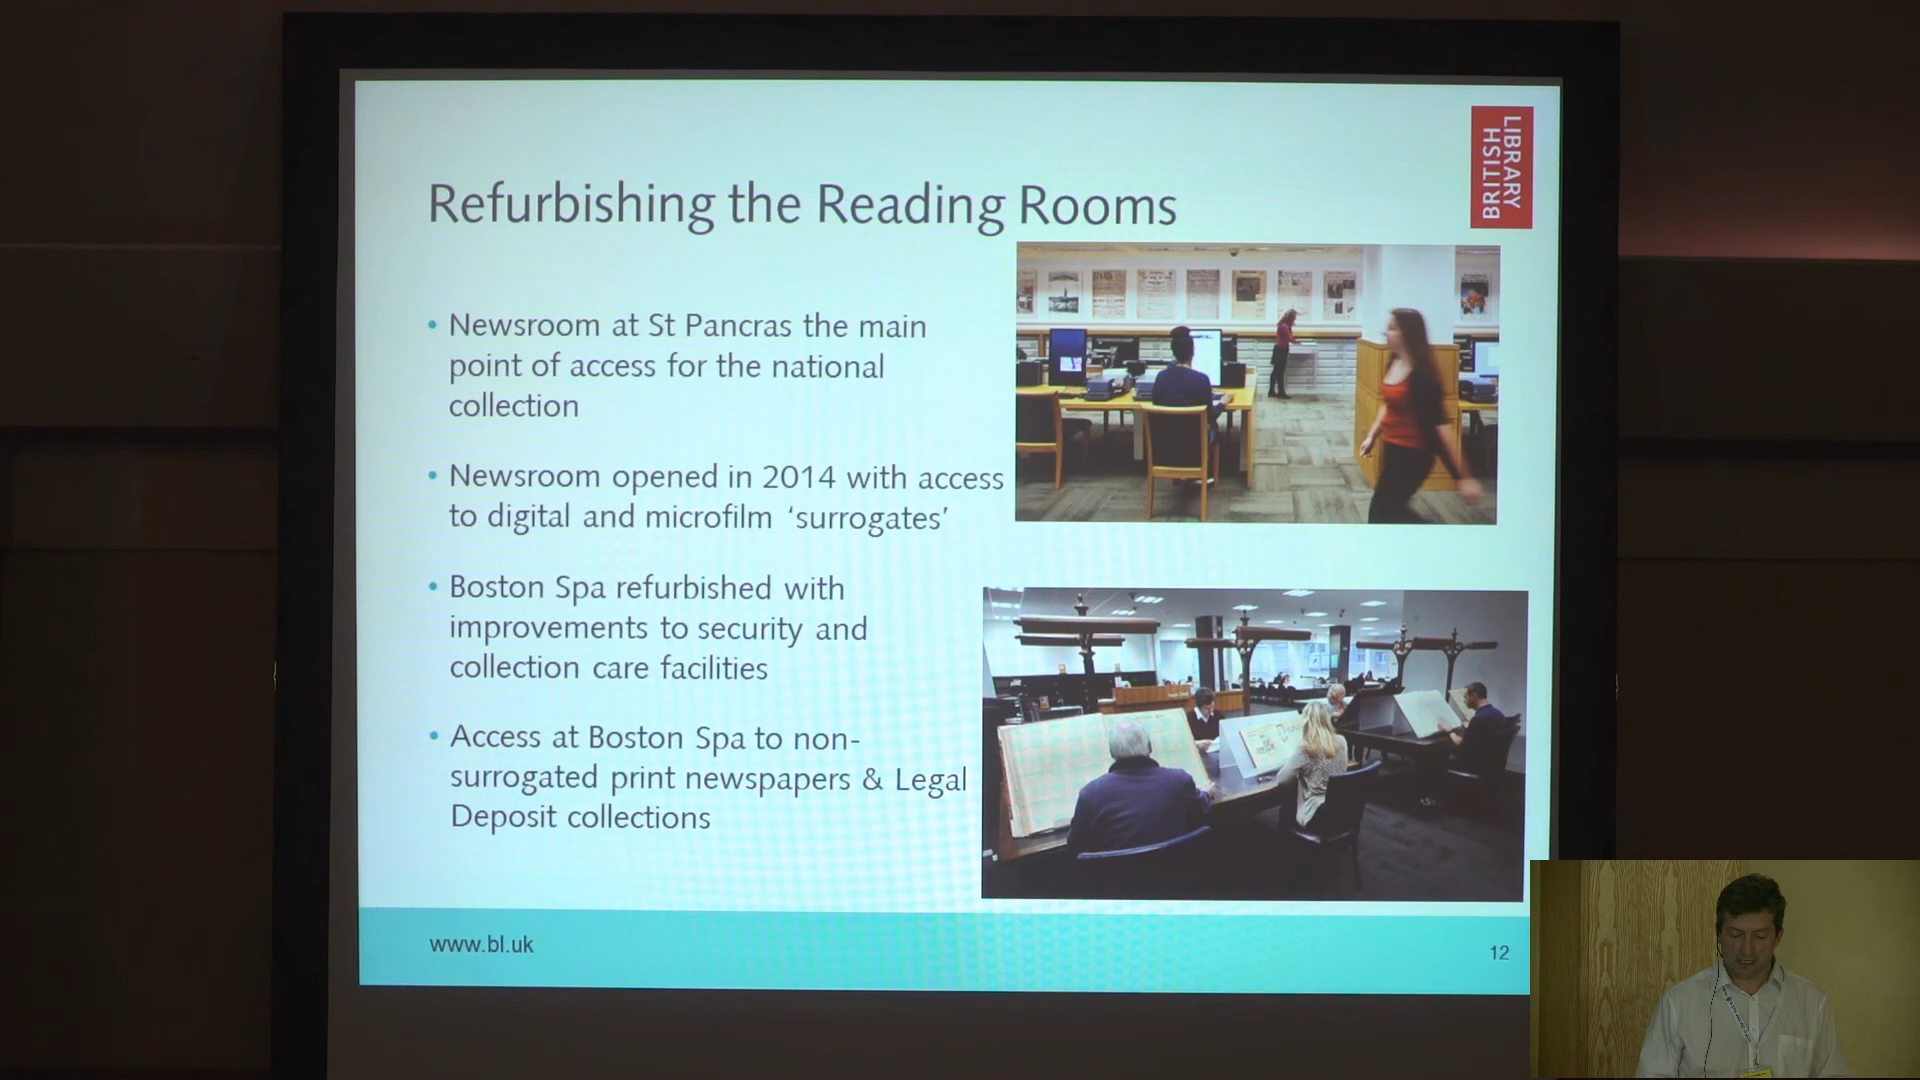 LIBRARY
BRITISH
Refurbishing the Reading Rooms
• Newsroom at St Pancras the main
point of access for the national
collection
• Newsroom opened in 2014 with access
to digital and microfilm ‘surrogates’
• Boston Spa refurbished with
improvements to security and
collection care facilities
• Access at Boston Spa to non-
surrogated print newspapers & Legal
Deposit collections
www.bl.uk
12